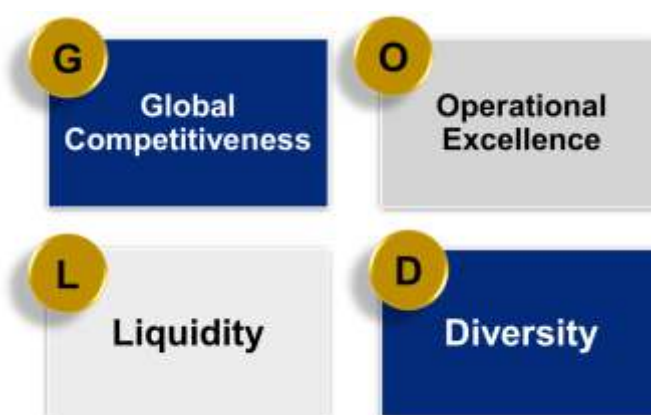 G
Global
Competitiveness
O
Operational
Excellence
L
Liquidity
D
Diversity